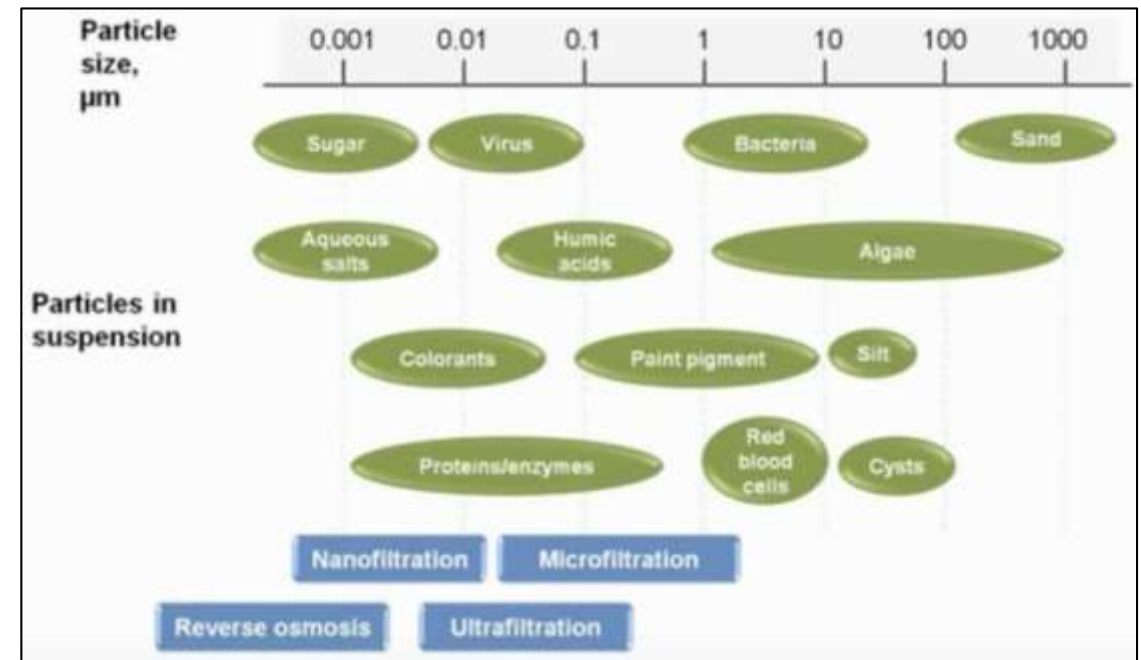 Particle
size,
µm
0.001 0.01 0.1 1 10 100 1000
Sugar Virus Bacteria Sand
Aqueous
salts
Humic
acids
Algae
Particles in
suspension
Colorants Paint pigment Silt
Proteins/enzymes
Red
blood
cells
Cysts
Nanofiltration Microfiltration
Reverse osmosis Ultrafiltration